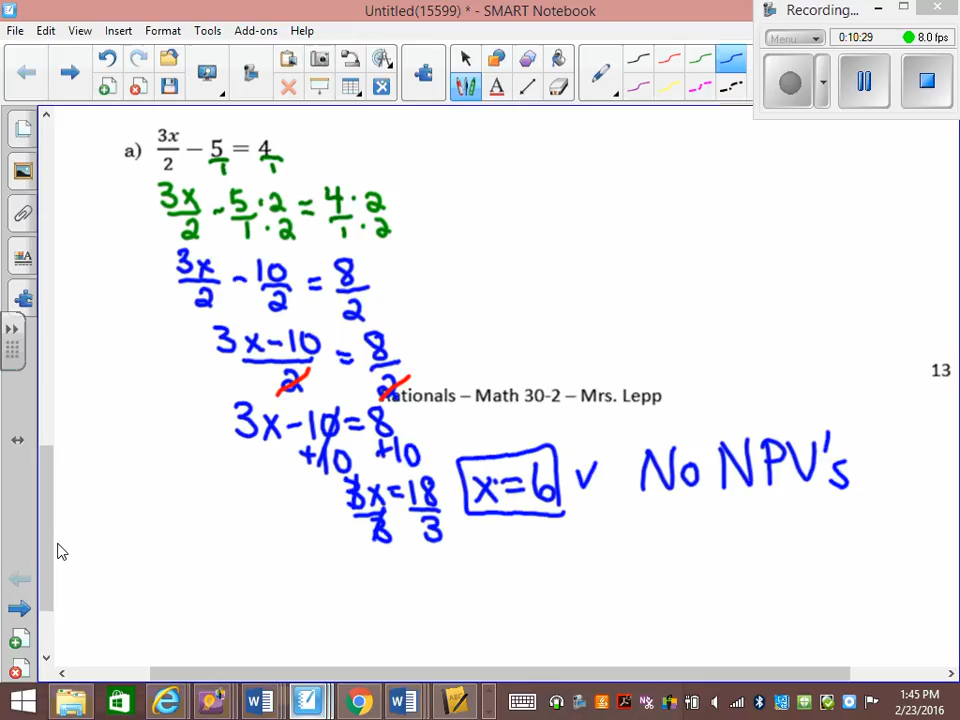 Untitled(15599) * - SMART Notebook
Recording...
File Edit View Insert Format Tools Add-ons Help
Menu
0:10:29
8.0 fps
a) 3x/2 − 5/1 = 4/1
3x/2 - 5·2/1·2 = 4·2/1·2
3x/2 - 10/2 = 8/2
3x-10/2 = 8/2
13
Rationals – Math 30-2 – Mrs. Lepp
3x-10=8
+10 +10
3x/3=18/3
x=6 ✓ No NPV's
1:45 PM
2/23/2016